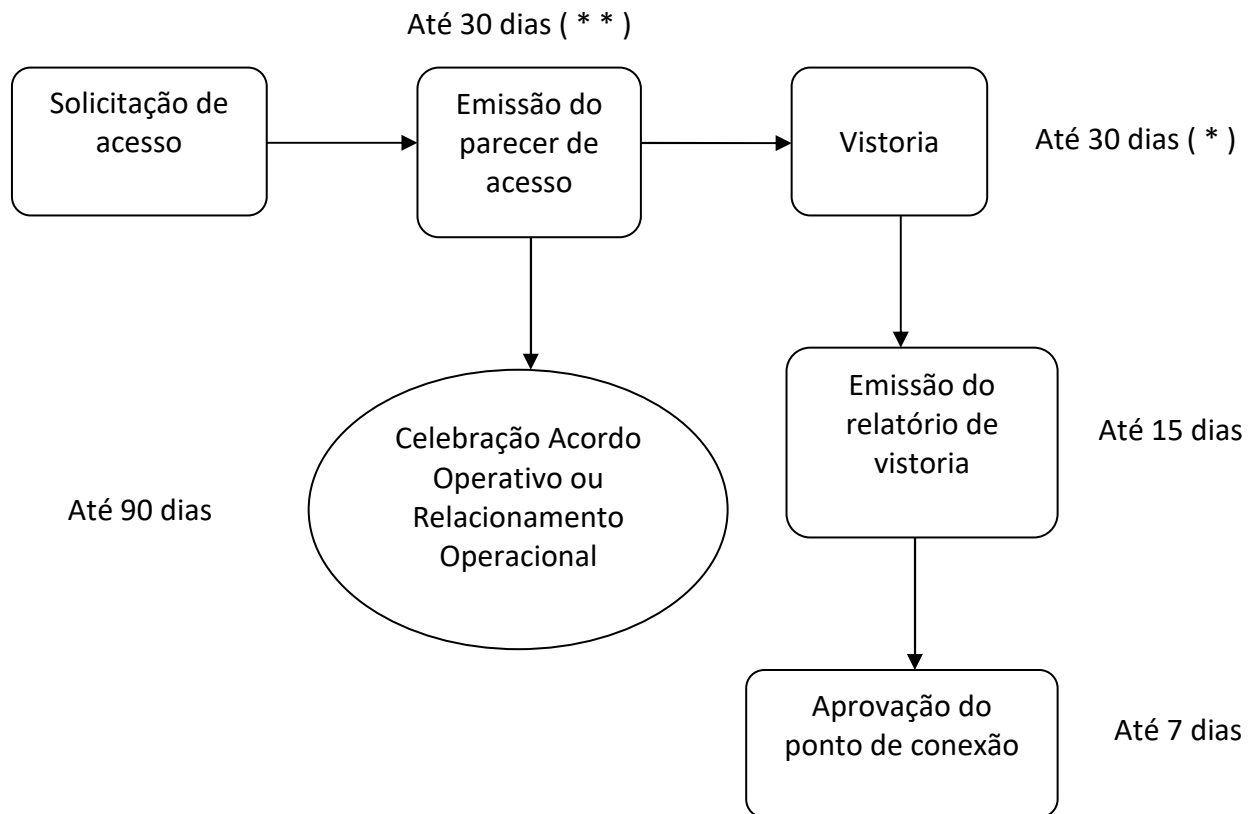 Até 30 dias ( * * )
Solicitação de
acesso
Emissão do
parecer de
acesso
Vistoria
Até 30 dias ( * )
Emissão do
relatório de
vistoria
Até 15 dias
Celebração Acordo
Operativo ou
Relacionamento
Operacional
Até 90 dias
Aprovação do
ponto de conexão
Até 7 dias